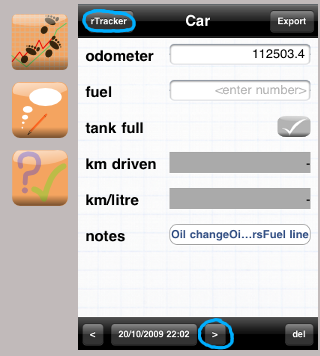 rTracker Car Export
odometer 112503.4
fuel <enter number>
tank full
km driven -
km/litre -
notes Oil changeOi...rsFuel line
< 20/10/2009 22:02 > del